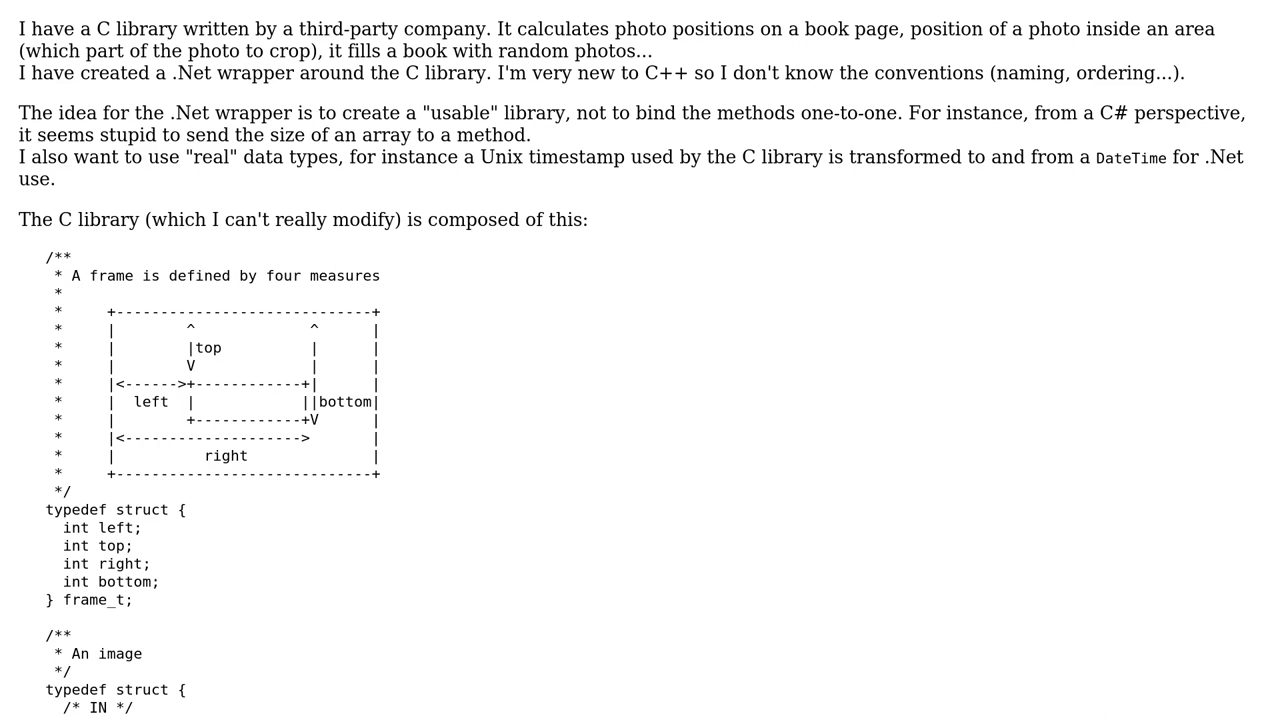 I have a C library written by a third-party company. It calculates photo positions on a book page, position of a photo inside an area
(which part of the photo to crop), it fills a book with random photos...
I have created a .Net wrapper around the C library. I'm very new to C++ so I don't know the conventions (naming, ordering...).
The idea for the .Net wrapper is to create a "usable" library, not to bind the methods one-to-one. For instance, from a C# perspective,
it seems stupid to send the size of an array to a method.
I also want to use "real" data types, for instance a Unix timestamp used by the C library is transformed to and from a DateTime for .Net
use.
The C library (which I can't really modify) is composed of this:
/**
 * A frame is defined by four measures
 *
 *     +-----------------------------+
 *     |        ^             ^      |
 *     |        |top          |      |
 *     |        V             |      |
 *     |<------>+------------+|      |
 *     |  left  |            ||bottom|
 *     |        +------------+V      |
 *     |<-------------------->       |
 *     |          right              |
 *     +-----------------------------+
 */
typedef struct {
  int left;
  int top;
  int right;
  int bottom;
} frame_t;
/**
 * An image
 */
typedef struct {
  /* IN */